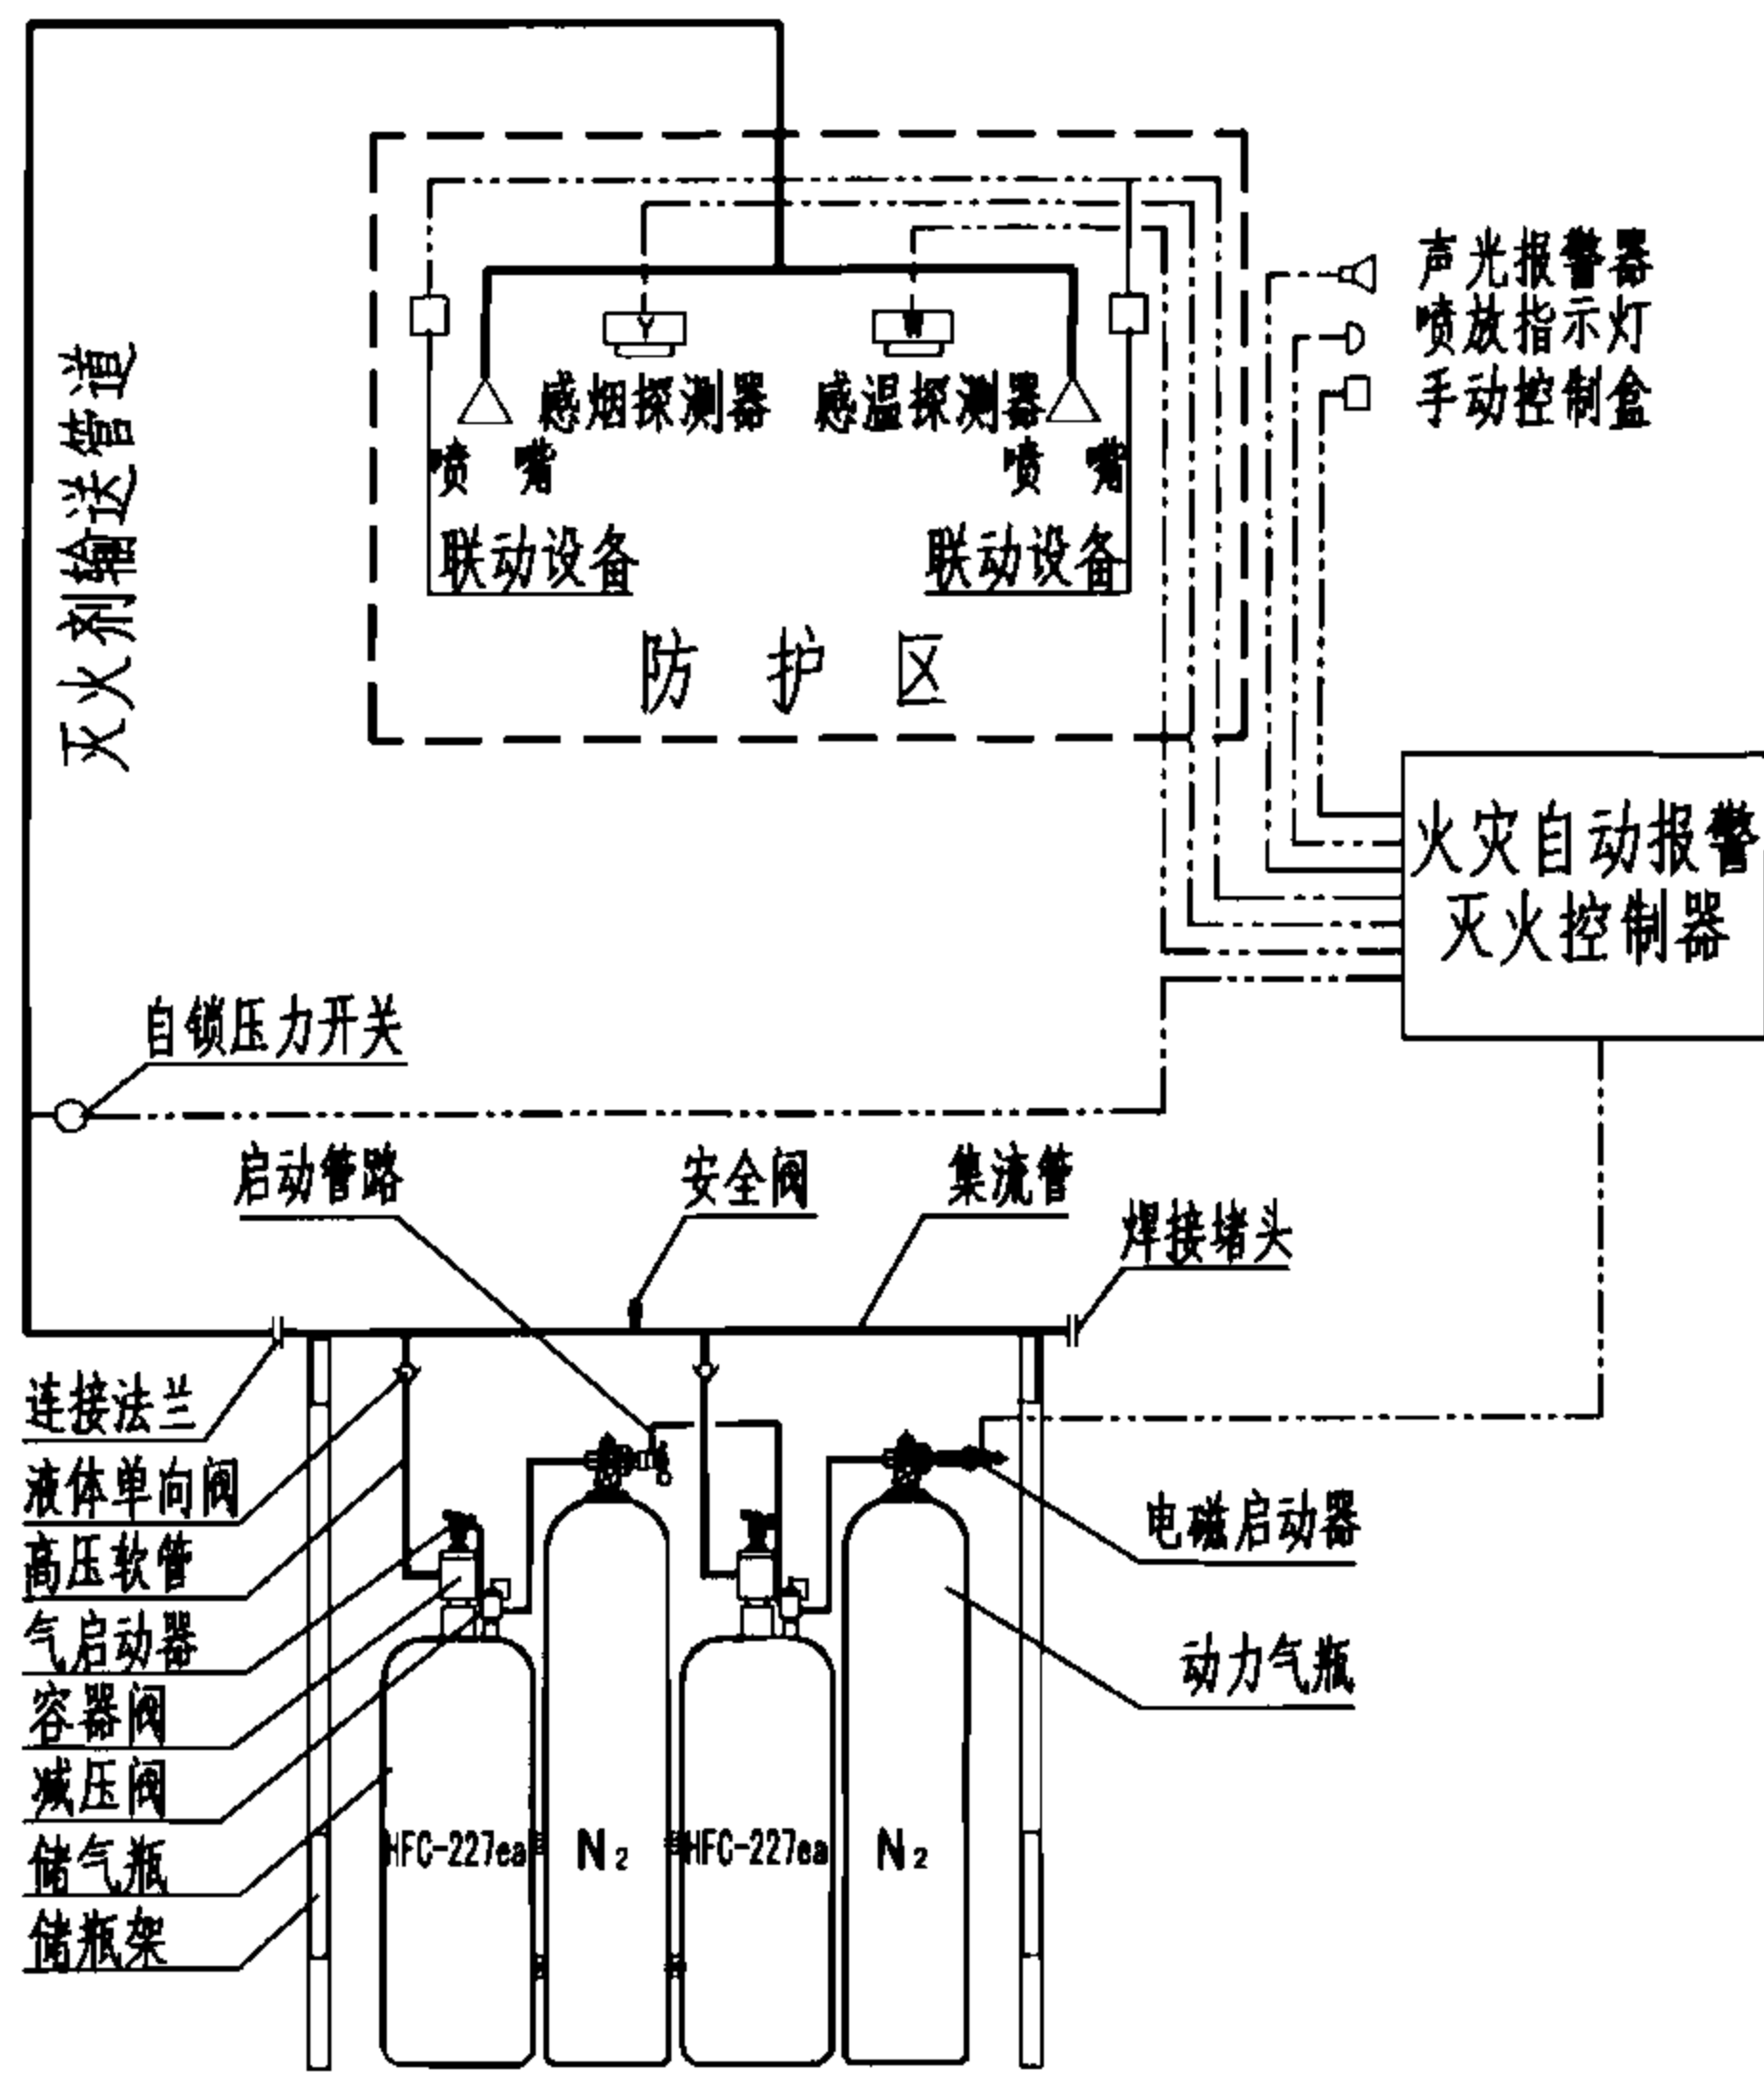 灭火剂输送管道
声光报警器
喷放指示灯
手动控制盒
感烟探测器
感温探测器
喷 嘴
喷 嘴
联动设备
联动设备
防 护 区
火灾自动报警
灭火控制器
自锁压力开关
启动管路
安全阀
集流管
焊接堵头
连接法兰
液体单向阀
高压软管
气启动器
容器阀
减压阀
储气瓶
储瓶架
电磁启动器
动力气瓶
HFC-227ea
N₂
HFC-227ea
N₂